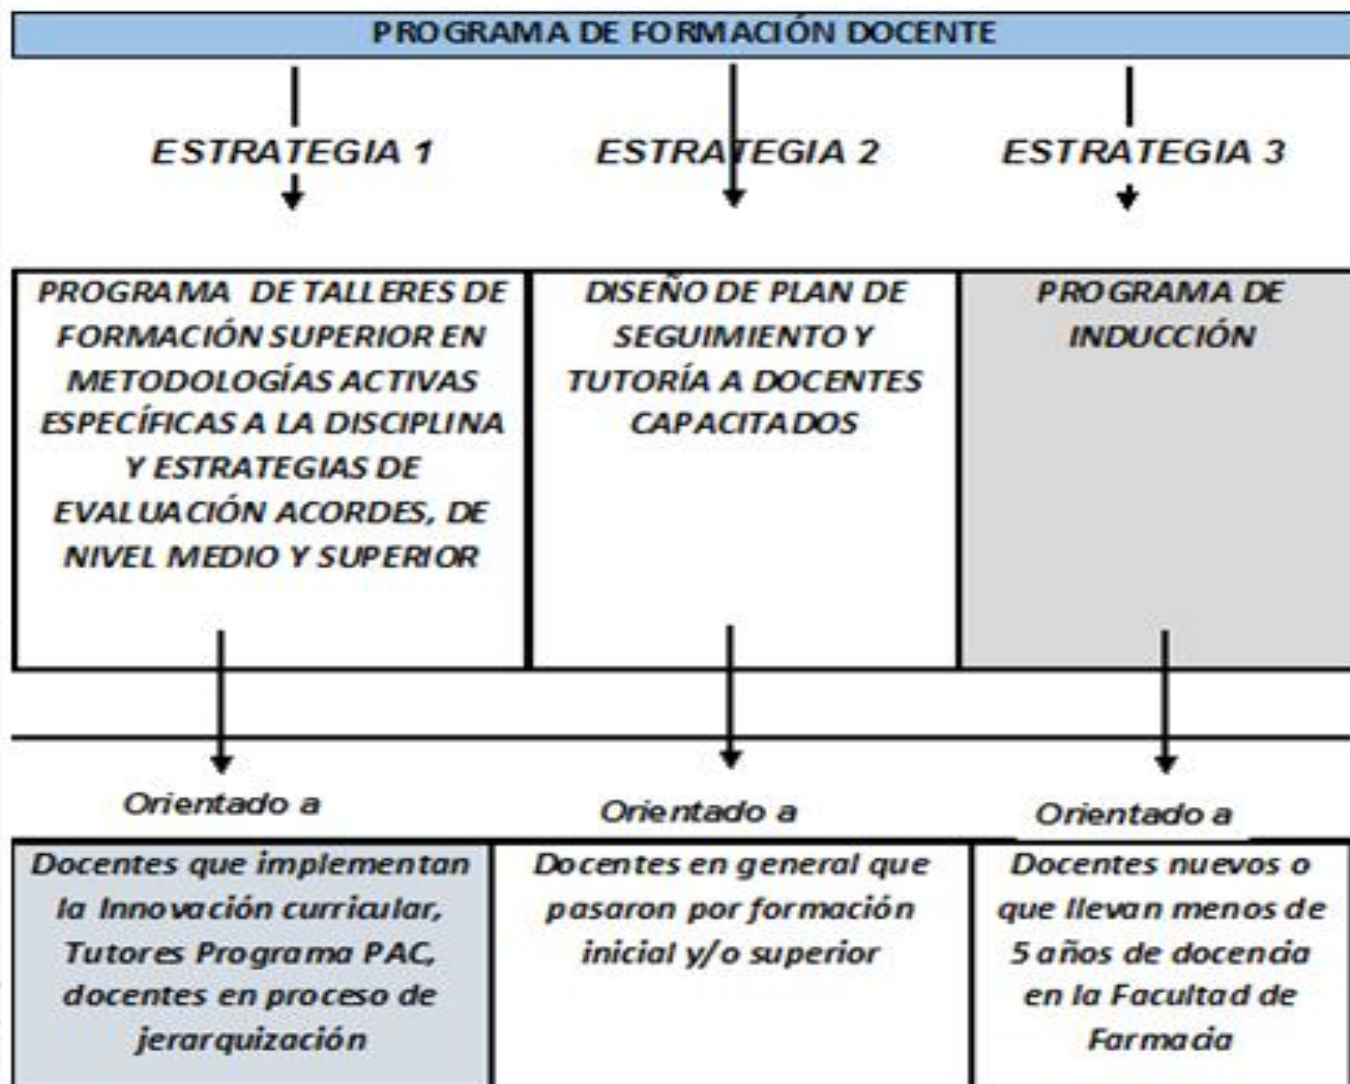 PROGRAMA DE FORMACIÓN DOCENTE
ESTRATEGIA 1
ESTRATEGIA 2
ESTRATEGIA 3
PROGRAMA DE TALLERES DE
FORMACIÓN SUPERIOR EN
METODOLOGÍAS ACTIVAS
ESPECÍFICAS A LA DISCIPLINA
Y ESTRATEGIAS DE
EVALUACIÓN ACORDES, DE
NIVEL MEDIO Y SUPERIOR
DISEÑO DE PLAN DE
SEGUIMIENTO Y
TUTORÍA A DOCENTES
CAPACITADOS
PROGRAMA DE
INDUCCIÓN
Orientado a
Orientado a
Orientado a
Docentes que implementan
la Innovación curricular,
Tutores Programa PAC,
docentes en proceso de
jerarquización
Docentes en general que
pasaron por formación
inicial y/o superior
Docentes nuevos o
que llevan menos de
5 años de docencia
en la Facultad de
Farmacia